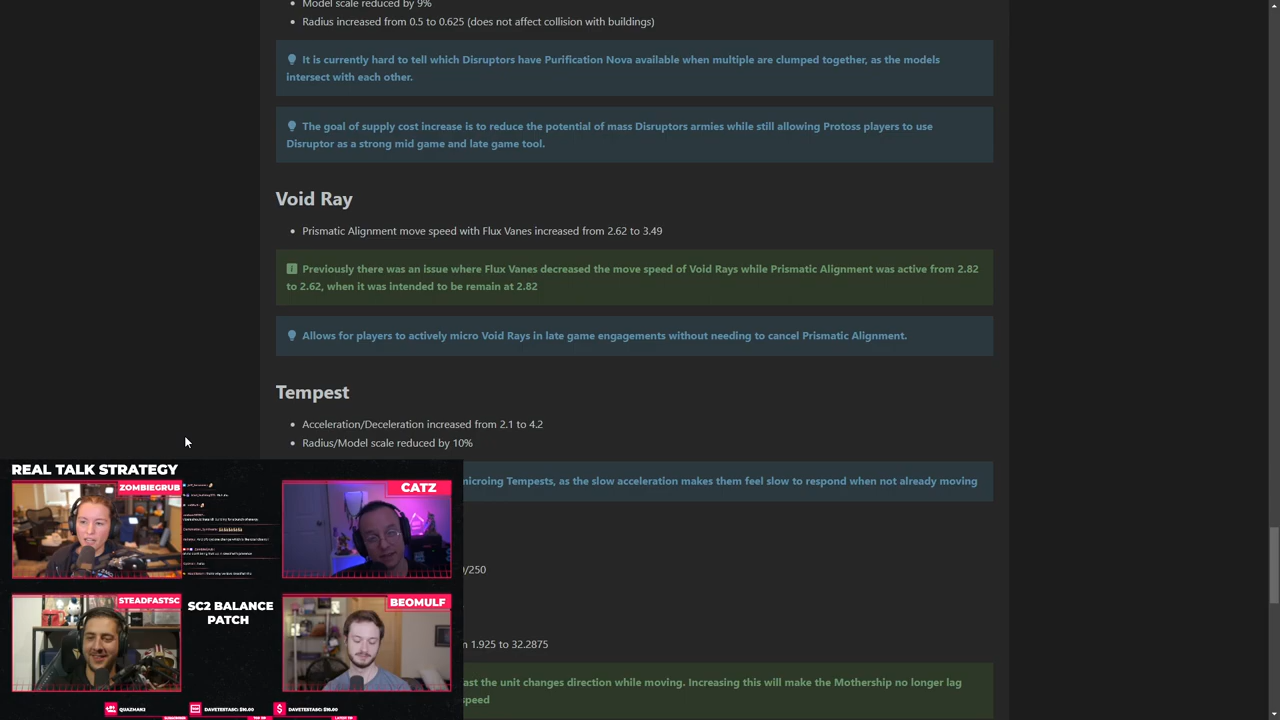 Model scale reduced by 9%
Radius increased from 0.5 to 0.625 (does not affect collision with buildings)
It is currently hard to tell which Disruptors have Purification Nova available when multiple are clumped together, as the models
intersect with each other.
The goal of supply cost increase is to reduce the potential of mass Disruptors armies while still allowing Protoss players to use
Disruptor as a strong mid game and late game tool.
Void Ray
Prismatic Alignment move speed with Flux Vanes increased from 2.62 to 3.49
Previously there was an issue where Flux Vanes decreased the move speed of Void Rays while Prismatic Alignment was active from 2.82
to 2.62, when it was intended to be remain at 2.82
Allows for players to actively micro Void Rays in late game engagements without needing to cancel Prismatic Alignment.
Tempest
Acceleration/Deceleration increased from 2.1 to 4.2
Radius/Model scale reduced by 10%
microing Tempests, as the slow acceleration makes them feel slow to respond when not already moving
/250
1.925 to 32.2875
ast the unit changes direction while moving. Increasing this will make the Mothership no longer lag
speed
REAL TALK STRATEGY
ZOMBIEGRUB
CATZ
STEADFASTSC
SC2 BALANCE
PATCH
BEOMULF